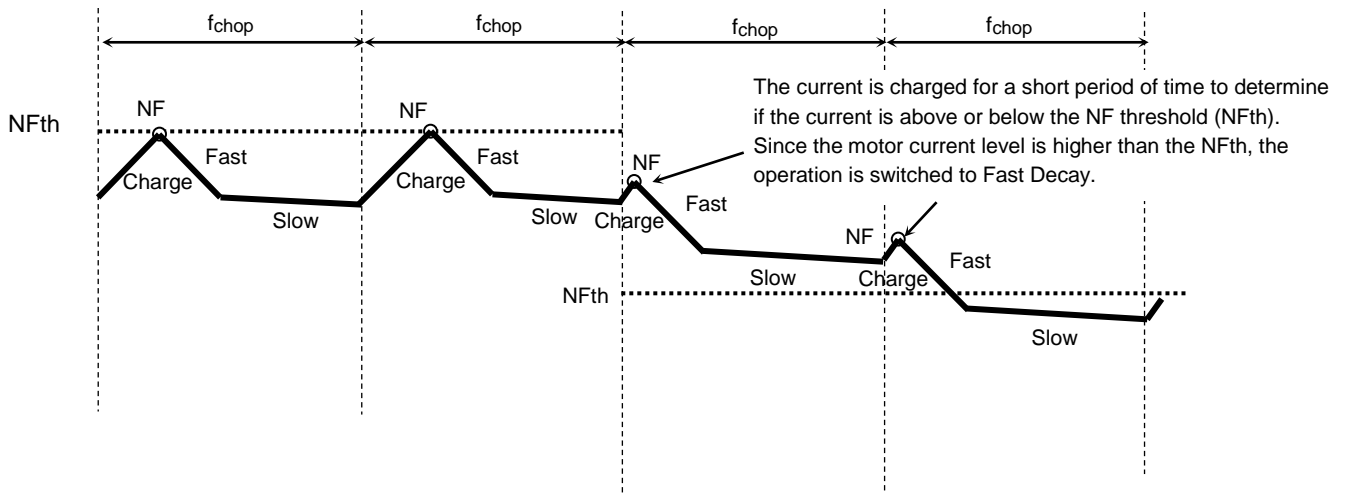 fchop fchop fchop fchop
The current is charged for a short period of time to determine
if the current is above or below the NF threshold (NFth).
Since the motor current level is higher than the NFth, the
operation is switched to Fast Decay.
NFth
NF
NF
Fast
Fast
Charge
Charge
NF
Slow
Slow
Charge
Fast
NF
Fast
Slow
Charge
NFth
Slow